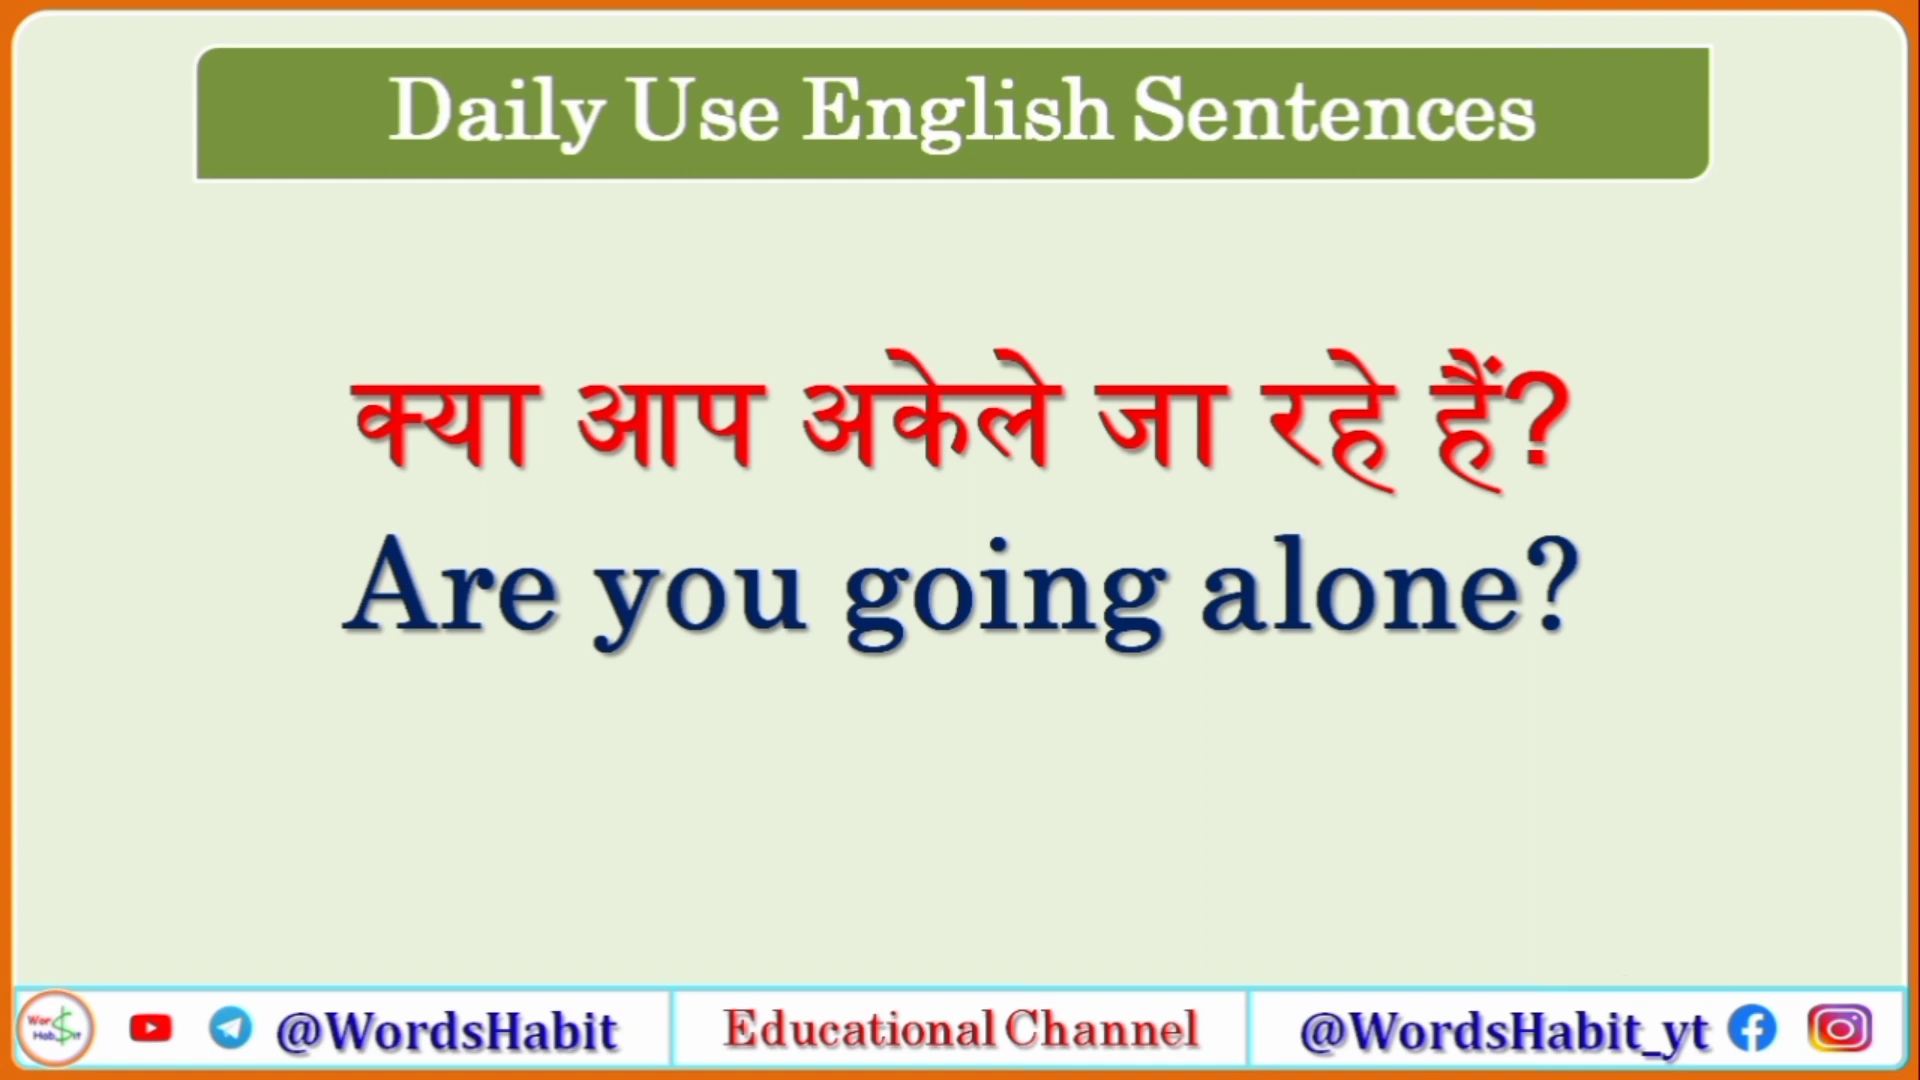 Daily Use English Sentences
क्या आप अकेले जा रहे हैं?
Are you going alone?
@WordsHabit
Educational Channel
@WordsHabit_yt